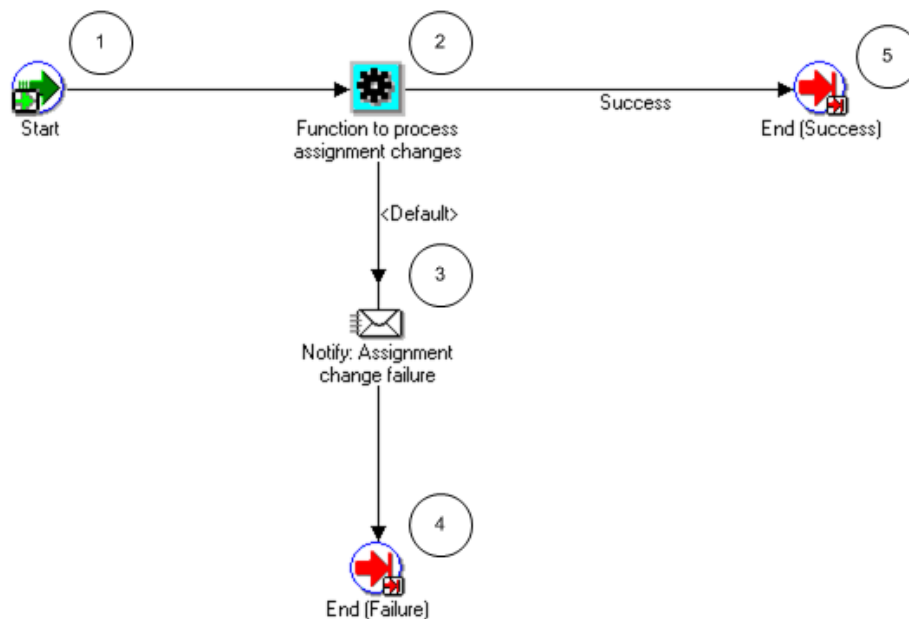 1
2
5
Start
Function to process
assignment changes
Success
End (Success)
<Default>
3
Notify: Assignment
change failure
4
End (Failure)